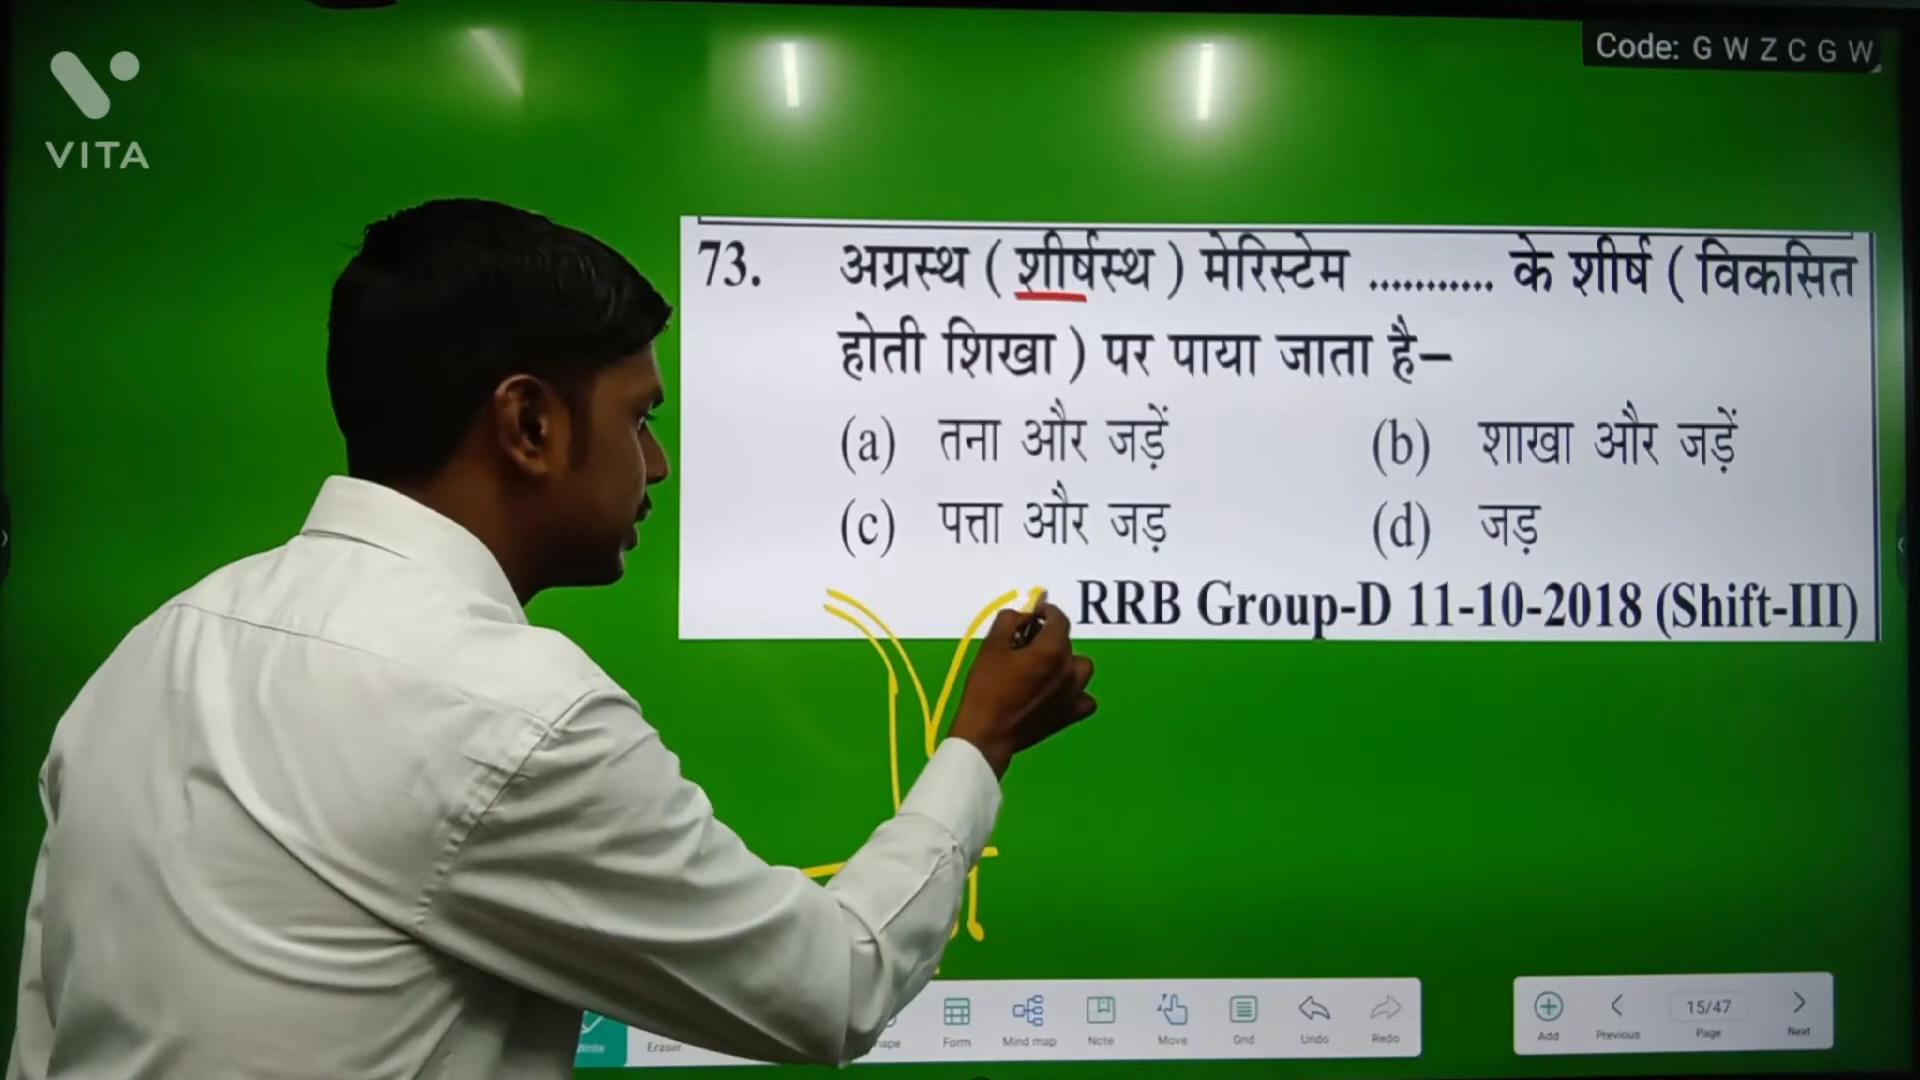 VITA
Code: G W Z C G W
73. अग्रस्थ ( शीर्षस्थ ) मेरिस्टेम ........... के शीर्ष ( विकसित
होती शिखा ) पर पाया जाता है–
(a) तना और जड़ें (b) शाखा और जड़ें
(c) पत्ता और जड़ (d) जड़
RRB Group-D 11-10-2018 (Shift-III)
Eraser Form Mind map Note Move Grid Undo Redo
Add Previous 15/47 Page Next